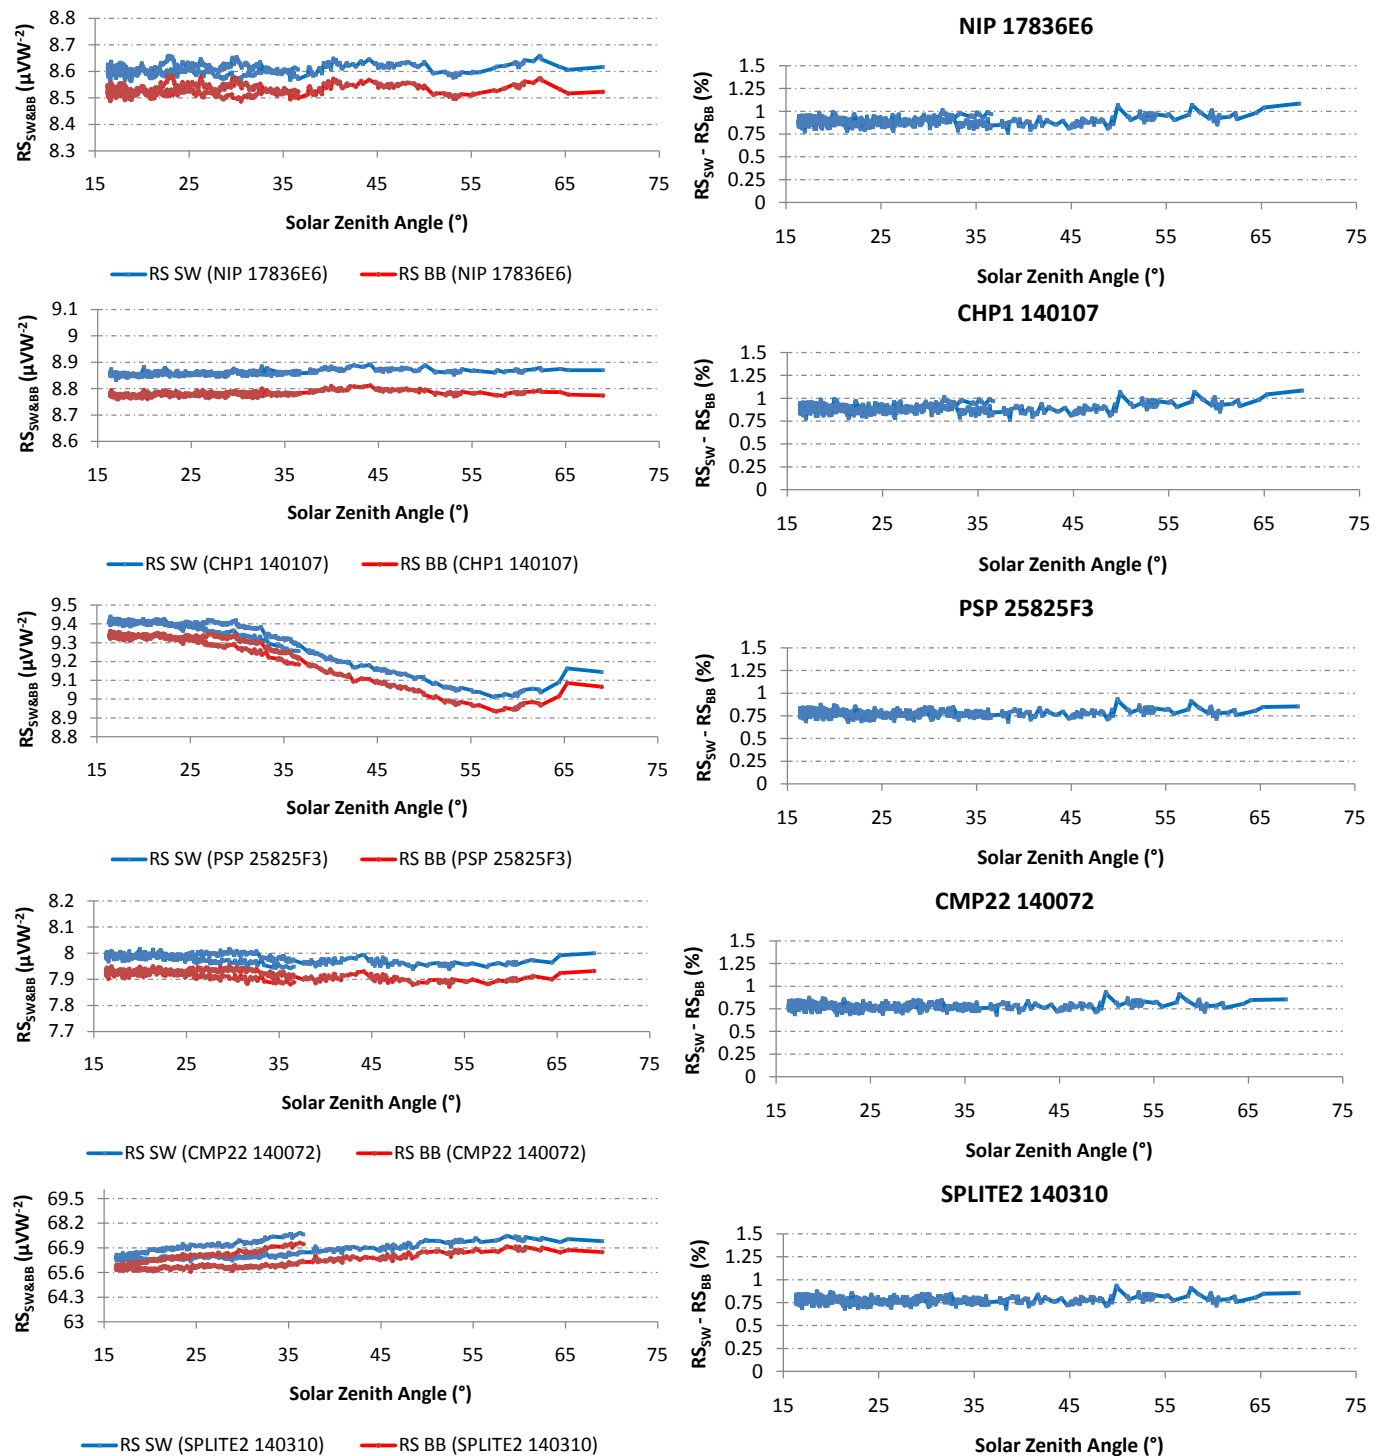 8.8
8.7
8.6
8.5
8.4
8.3
RS_SW&BB (µVW^-2)
15 25 35 45 55 65 75
Solar Zenith Angle (°)
RS SW (NIP 17836E6) RS BB (NIP 17836E6)
NIP 17836E6
1.5
1.25
1
0.75
0.5
0.25
0
RS_SW - RS_BB (%)
15 25 35 45 55 65 75
Solar Zenith Angle (°)
9.1
9
8.9
8.8
8.7
8.6
RS_SW&BB (µVW^-2)
15 25 35 45 55 65 75
Solar Zenith Angle (°)
RS SW (CHP1 140107) RS BB (CHP1 140107)
CHP1 140107
1.5
1.25
1
0.75
0.5
0.25
0
RS_SW - RS_BB (%)
15 25 35 45 55 65 75
Solar Zenith Angle (°)
9.5
9.4
9.3
9.2
9.1
9
8.9
8.8
RS_SW&BB (µVW^-2)
15 25 35 45 55 65 75
Solar Zenith Angle (°)
RS SW (PSP 25825F3) RS BB (PSP 25825F3)
PSP 25825F3
1.5
1.25
1
0.75
0.5
0.25
0
RS_SW - RS_BB (%)
15 25 35 45 55 65 75
Solar Zenith Angle (°)
8.2
8.1
8
7.9
7.8
7.7
RS_SW&BB (µVW^-2)
15 25 35 45 55 65 75
Solar Zenith Angle (°)
RS SW (CMP22 140072) RS BB (CMP22 140072)
CMP22 140072
1.5
1.25
1
0.75
0.5
0.25
0
RS_SW - RS_BB (%)
15 25 35 45 55 65 75
Solar Zenith Angle (°)
69.5
68.2
66.9
65.6
64.3
63
RS_SW&BB (µVW^-2)
15 25 35 45 55 65 75
Solar Zenith Angle (°)
RS SW (SPLITE2 140310) RS BB (SPLITE2 140310)
SPLITE2 140310
1.5
1.25
1
0.75
0.5
0.25
0
RS_SW - RS_BB (%)
15 25 35 45 55 65 75
Solar Zenith Angle (°)